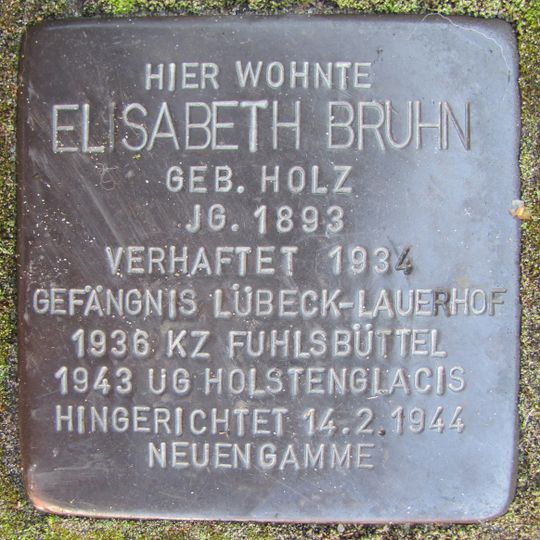 HIER WOHNTE
ELISABETH BRUHN
GEB. HOLZ
JG. 1893
VERHAFTET 1934
GEFÄNGNIS LÜBECK-LAUERHOF
1936 KZ FUHLSBÜTTEL
1943 UG HOLSTENGLACIS
HINGERICHTET 14.2.1944
NEUENGAMME